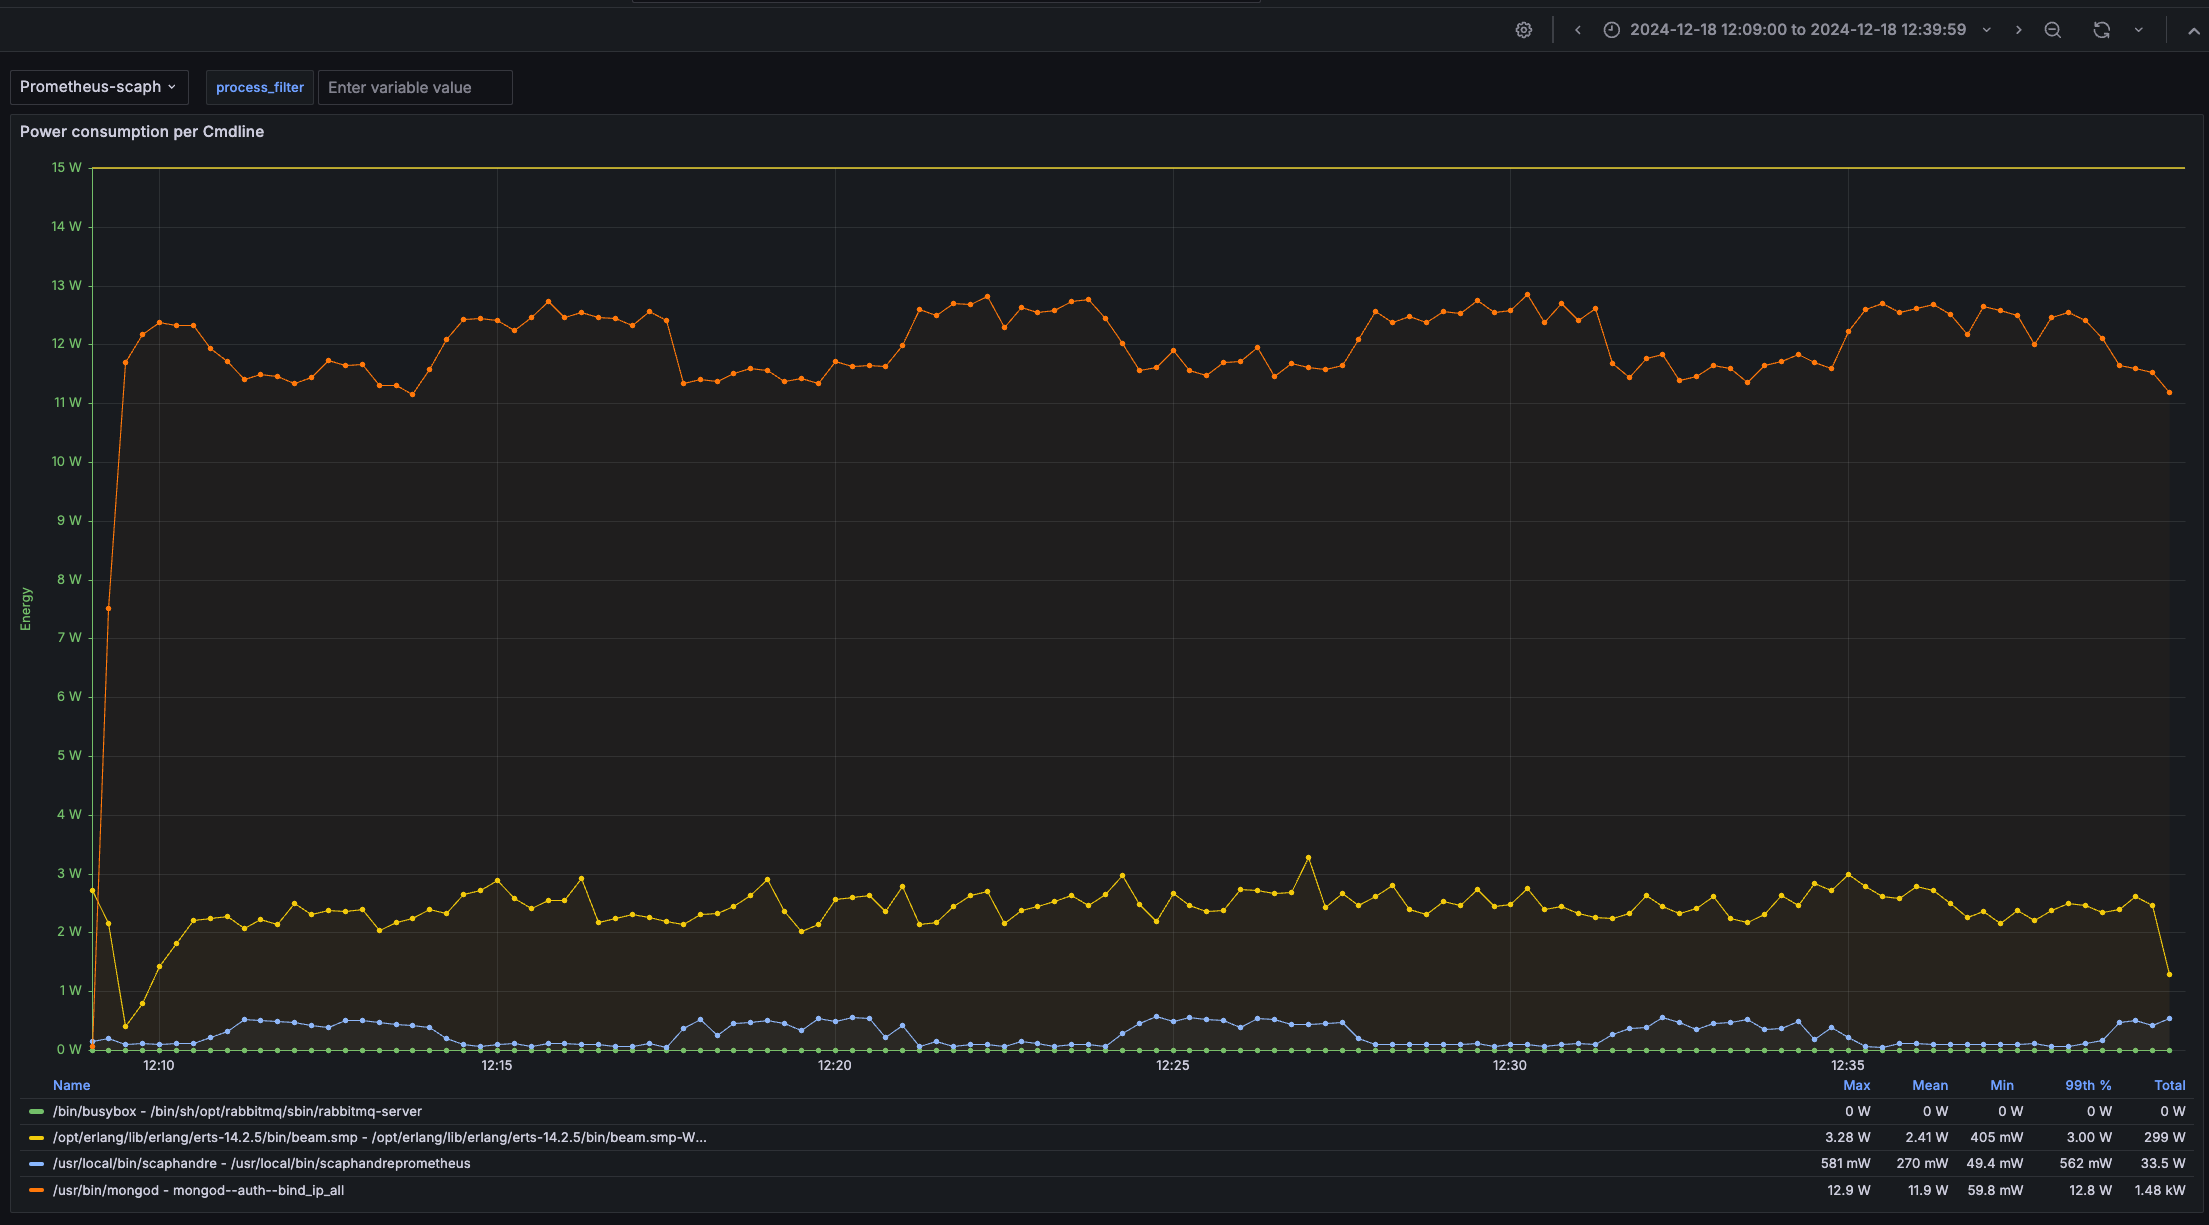 2024-12-18 12:09:00 to 2024-12-18 12:39:59
Prometheus-scaph process_filter Enter variable value
Power consumption per Cmdline
15 W
14 W
13 W
12 W
11 W
10 W
9 W
8 W
7 W
6 W
5 W
4 W
3 W
2 W
1 W
0 W
Energy
12:10 12:15 12:20 12:25 12:30 12:35
Name Max Mean Min 99th % Total
/bin/busybox - /bin/sh/opt/rabbitmq/sbin/rabbitmq-server 0 W 0 W 0 W 0 W 0 W
/opt/erlang/lib/erlang/erts-14.2.5/bin/beam.smp - /opt/erlang/lib/erlang/erts-14.2.5/bin/beam.smp-W... 3.28 W 2.41 W 405 mW 3.00 W 299 W
/usr/local/bin/scaphandre - /usr/local/bin/scaphandreprometheus 581 mW 270 mW 49.4 mW 562 mW 33.5 W
/usr/bin/mongod - mongod--auth--bind_ip_all 12.9 W 11.9 W 59.8 mW 12.8 W 1.48 kW